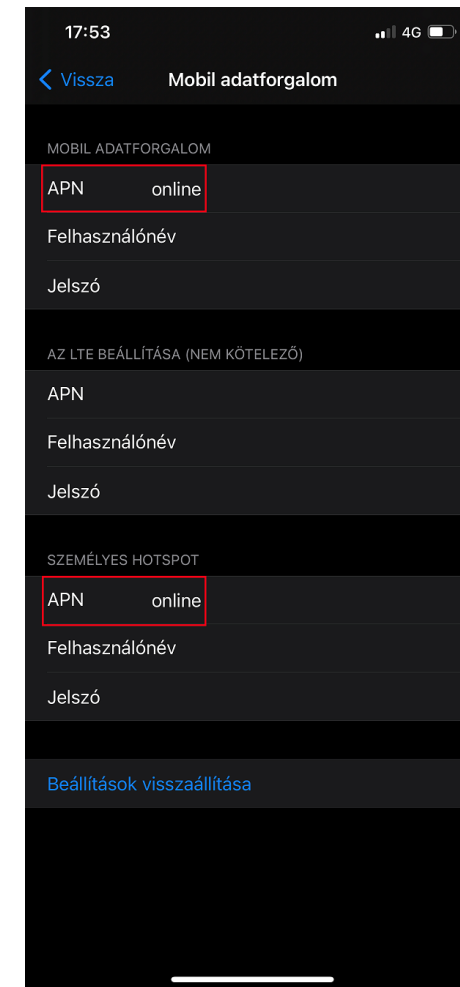 17:53 4G
Vissza Mobil adatforgalom
MOBIL ADATFORGALOM
APN online
Felhasználónév
Jelszó
AZ LTE BEÁLLÍTÁSA (NEM KÖTELEZŐ)
APN
Felhasználónév
Jelszó
SZEMÉLYES HOTSPOT
APN online
Felhasználónév
Jelszó
Beállítások visszaállítása